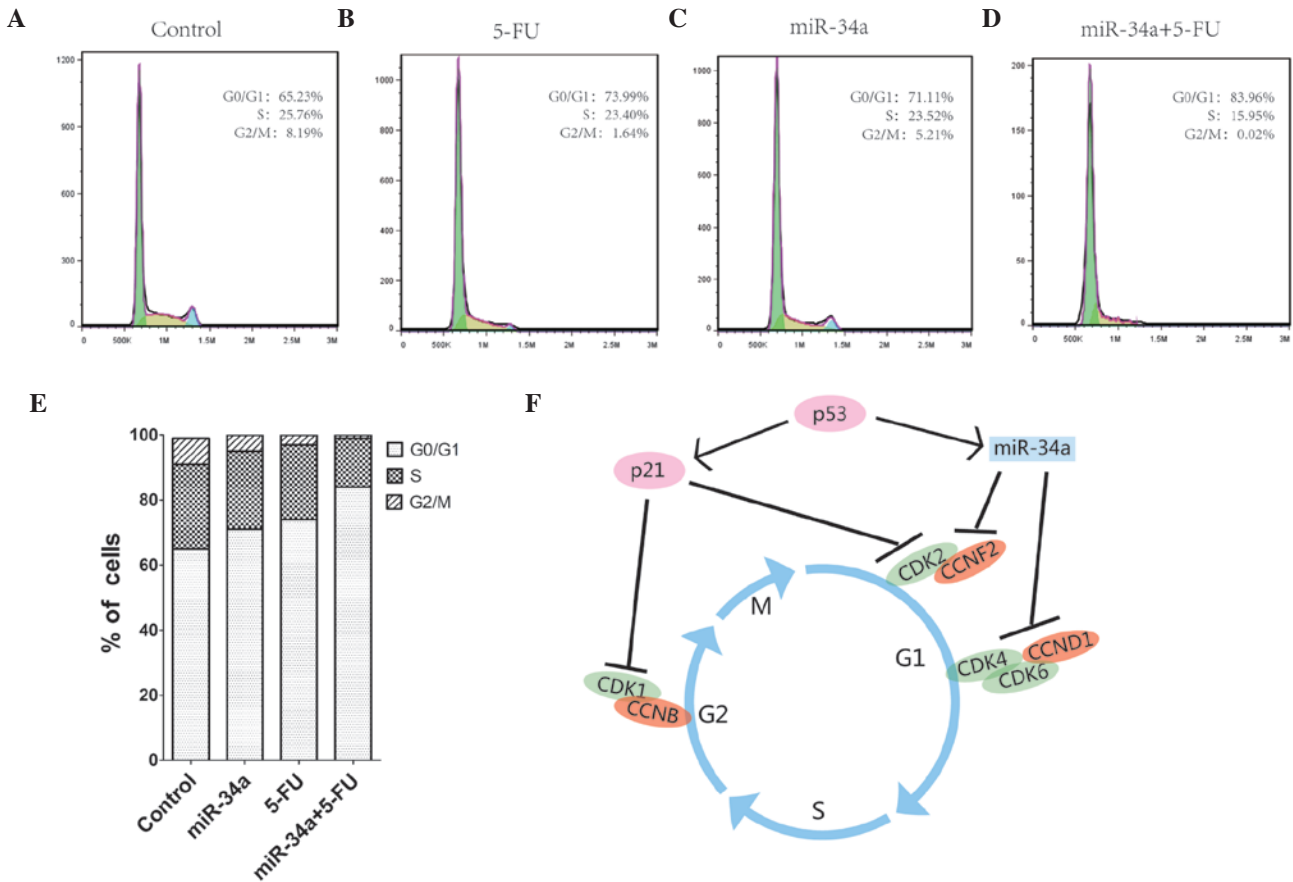 A
Control
1200
900
600
300
0
G0/G1: 65.23%
S: 25.76%
G2/M: 8.19%
0
500K
1M
1.5M
2M
2.5M
3M
B
5-FU
1000
800
600
400
200
0
G0/G1: 73.99%
S: 23.40%
G2/M: 1.64%
0
500K
1M
1.5M
2M
2.5M
3M
C
miR-34a
1000
800
600
400
200
0
G0/G1: 71.11%
S: 23.52%
G2/M: 5.21%
0
500K
1M
1.5M
2M
2.5M
3M
D
miR-34a+5-FU
200
150
100
50
0
G0/G1: 83.96%
S: 15.95%
G2/M: 0.02%
0
500K
1M
1.5M
2M
2.5M
3M
E
% of cells
100
80
60
40
20
0
Control
miR-34a
5-FU
miR-34a+5-FU
G0/G1
S
G2/M
F
p53
p21
miR-34a
CDK2
CCNF2
M
G1
CDK4
CCND1
CDK6
CDK1
CCNB
G2
S